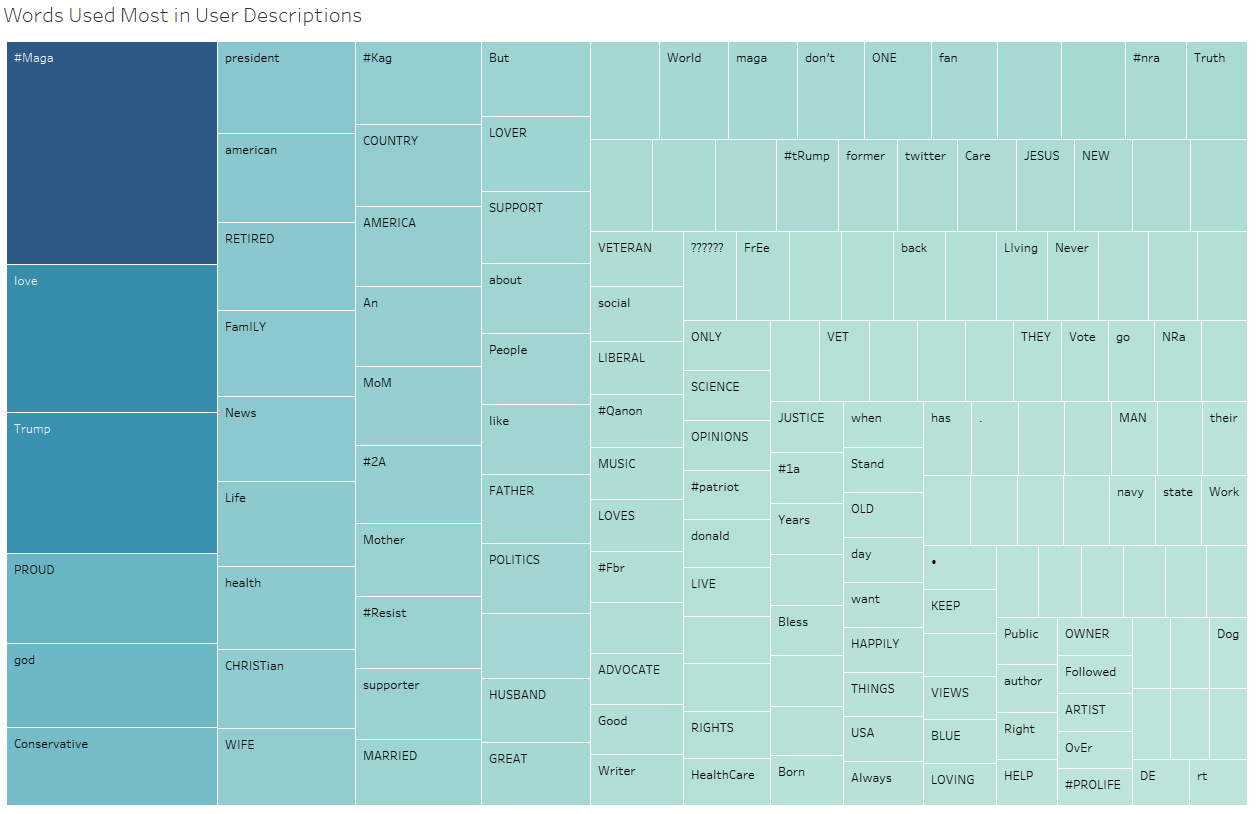 Words Used Most in User Descriptions
#Maga
love
Trump
PROUD
god
Conservative
president
american
RETIRED
FamILY
News
Life
health
CHRISTian
WIFE
#Kag
COUNTRY
AMERICA
An
MoM
#2A
Mother
#Resist
supporter
MARRIED
But
LOVER
SUPPORT
about
People
like
FATHER
POLITICS
HUSBAND
GREAT
World
maga
don't
ONE
fan
#nra
Truth
#tRump
former
twitter
Care
JESUS
NEW
VETERAN
social
LIBERAL
#Qanon
MUSIC
LOVES
#Fbr
ADVOCATE
Good
Writer
??????
FrEe
back
LIving
Never
ONLY
SCIENCE
OPINIONS
#patriot
donald
LIVE
RIGHTS
HealthCare
VET
THEY
Vote
go
NRa
JUSTICE
#1a
Years
Bless
Born
when
Stand
OLD
day
want
HAPPILY
THINGS
USA
Always
has
.
MAN
their
navy
state
Work
•
KEEP
VIEWS
BLUE
LOVING
Public
author
Right
HELP
OWNER
Followed
ARTIST
OvEr
#PROLIFE
Dog
DE
rt